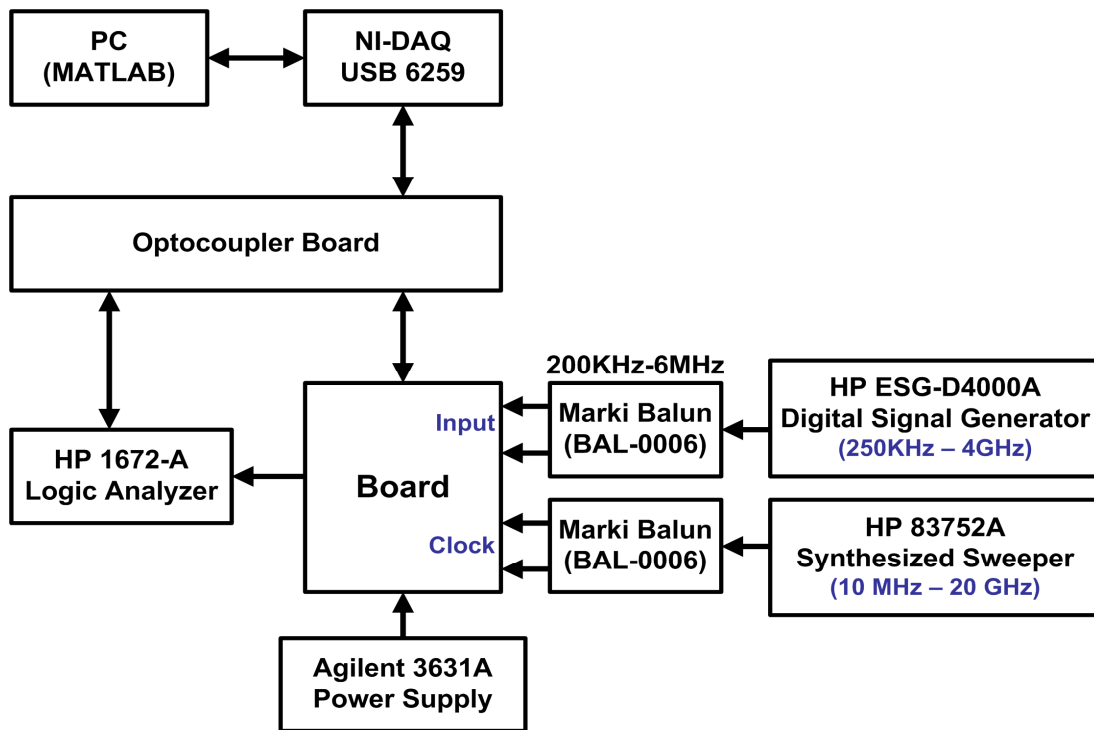 PC
(MATLAB)
NI-DAQ
USB 6259
Optocoupler Board
200KHz-6MHz
HP 1672-A
Logic Analyzer
Board
Input
Clock
Marki Balun
(BAL-0006)
HP ESG-D4000A
Digital Signal Generator
(250KHz – 4GHz)
Marki Balun
(BAL-0006)
HP 83752A
Synthesized Sweeper
(10 MHz – 20 GHz)
Agilent 3631A
Power Supply